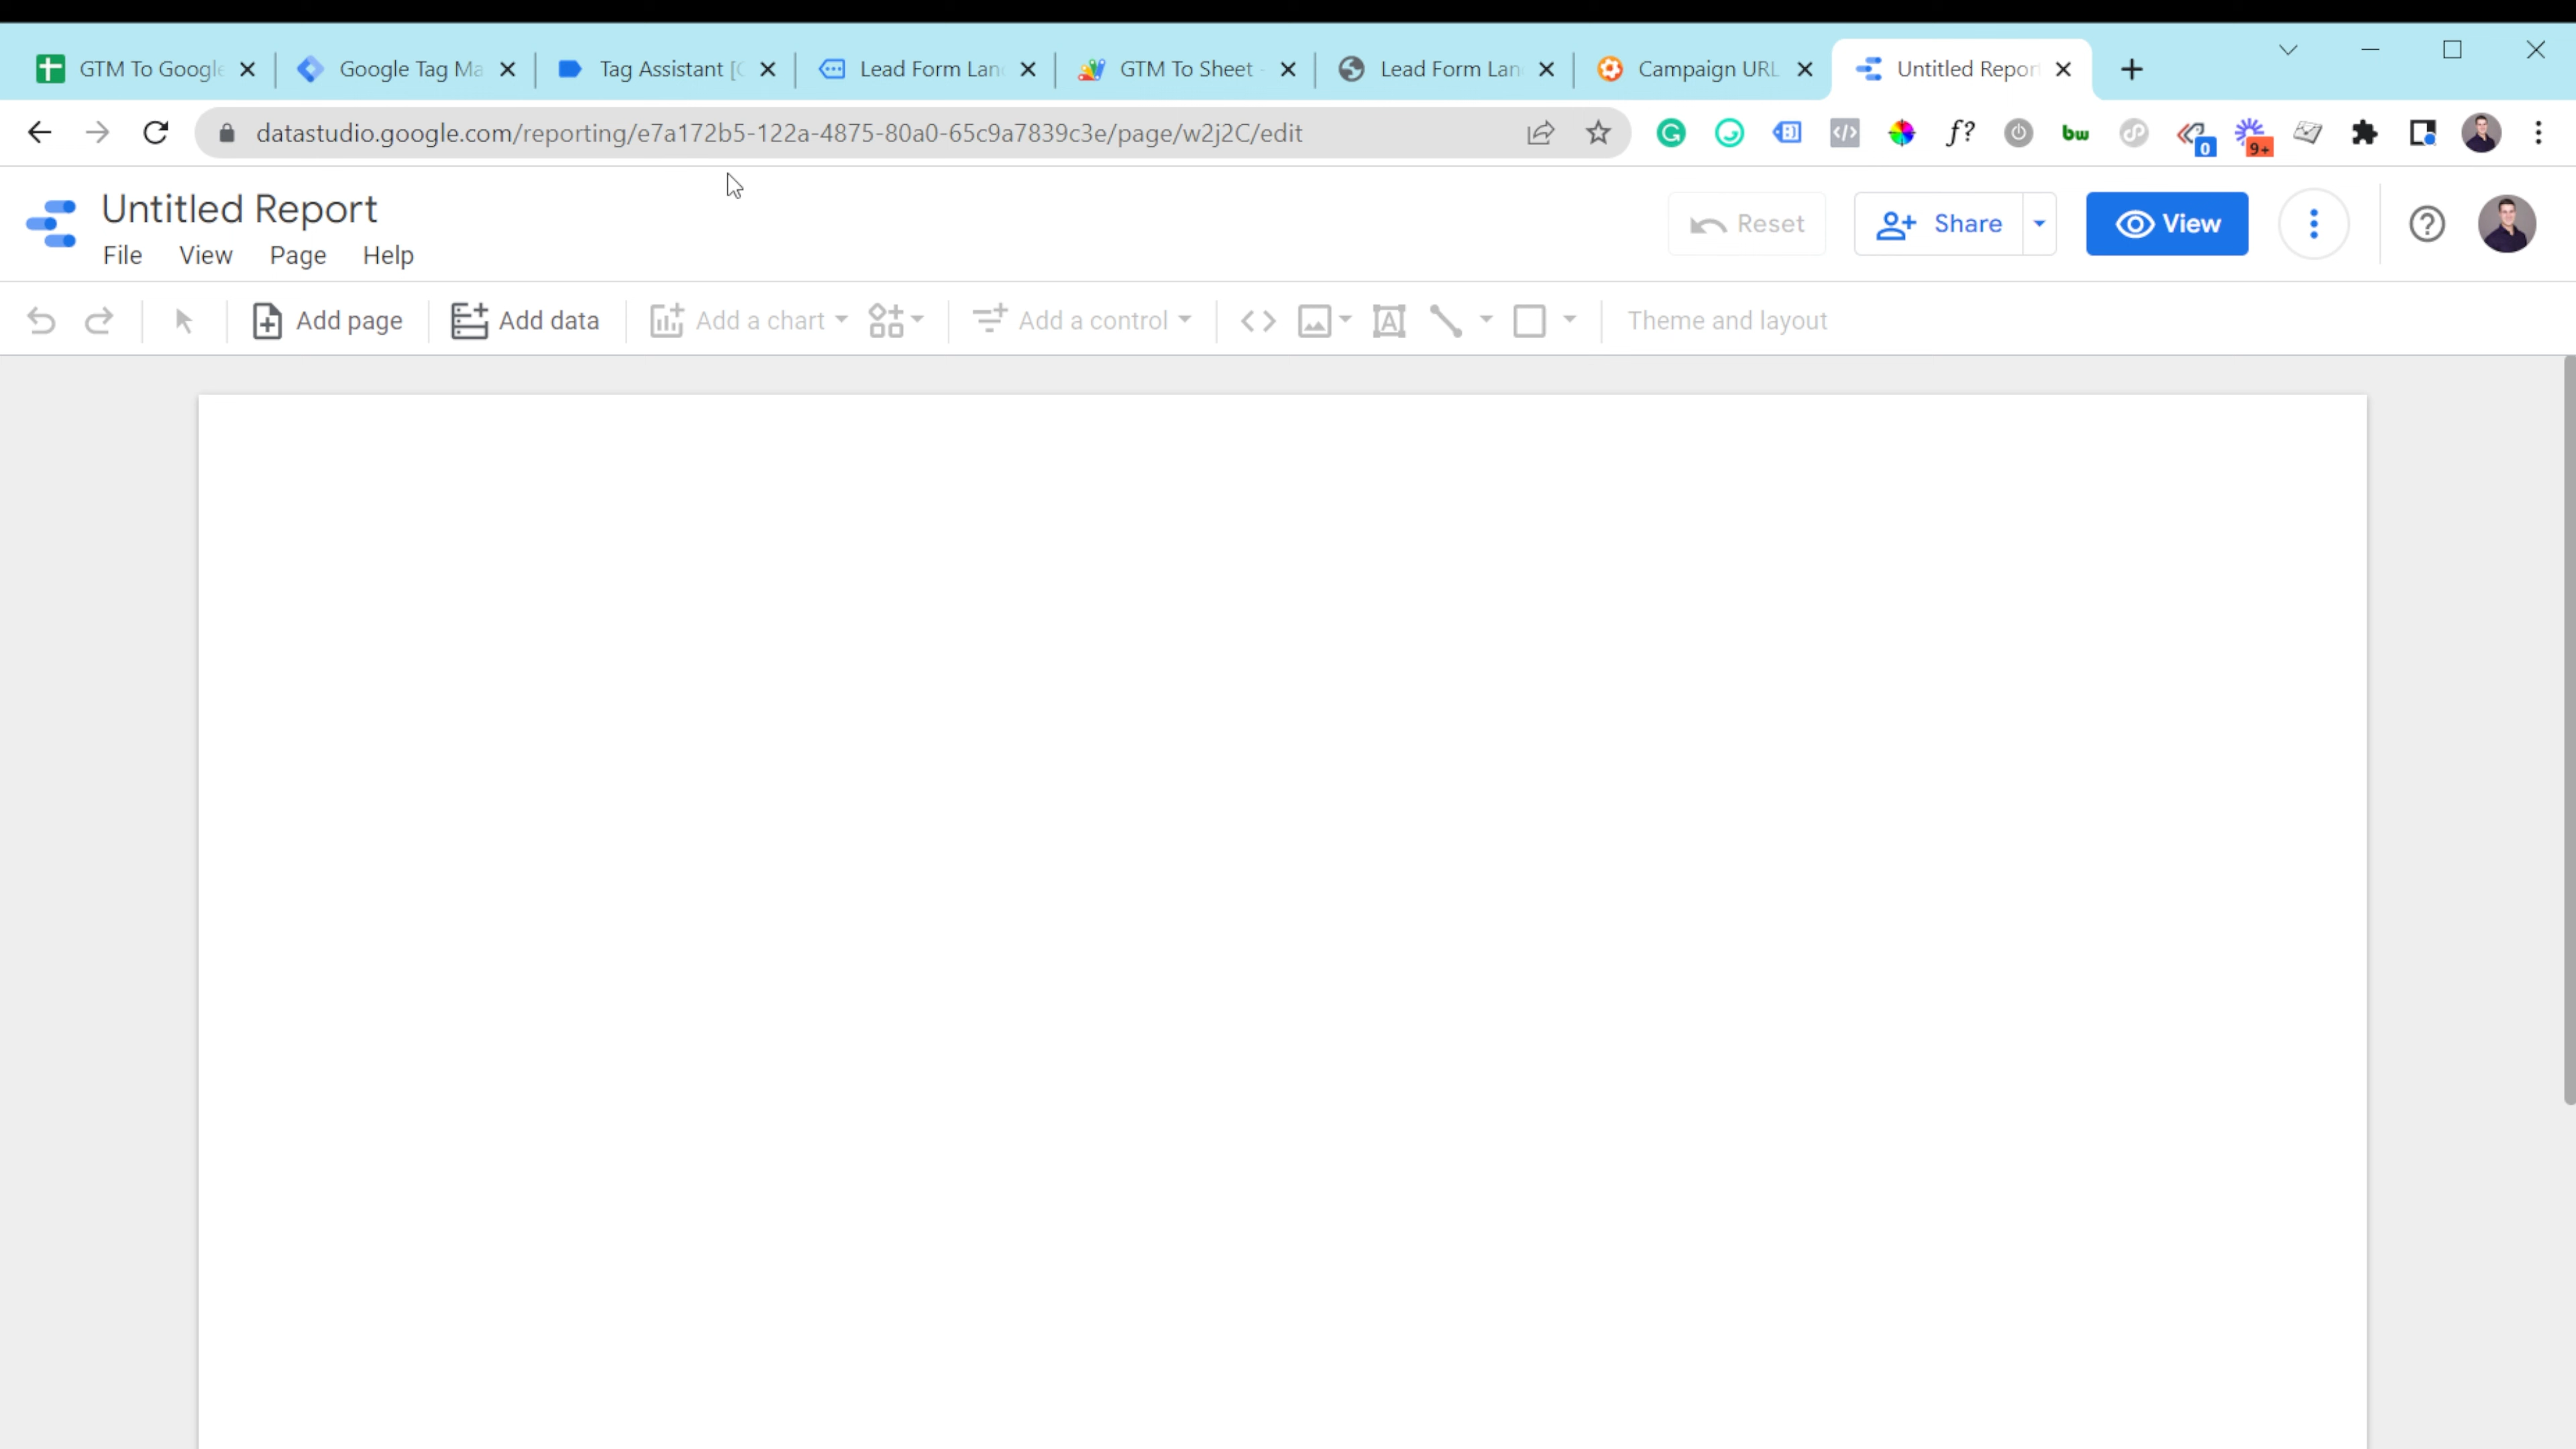 GTM To Google
Google Tag Ma
Tag Assistant [
Lead Form Lan
GTM To Sheet -
Lead Form Lan
Campaign URL
Untitled Report
datastudio.google.com/reporting/e7a172b5-122a-4875-80a0-65c9a7839c3e/page/w2j2C/edit
f?
bw
0
9+
Untitled Report
Reset
Share
View
File View Page Help
Add page
Add data
Add a chart
Add a control
Theme and layout